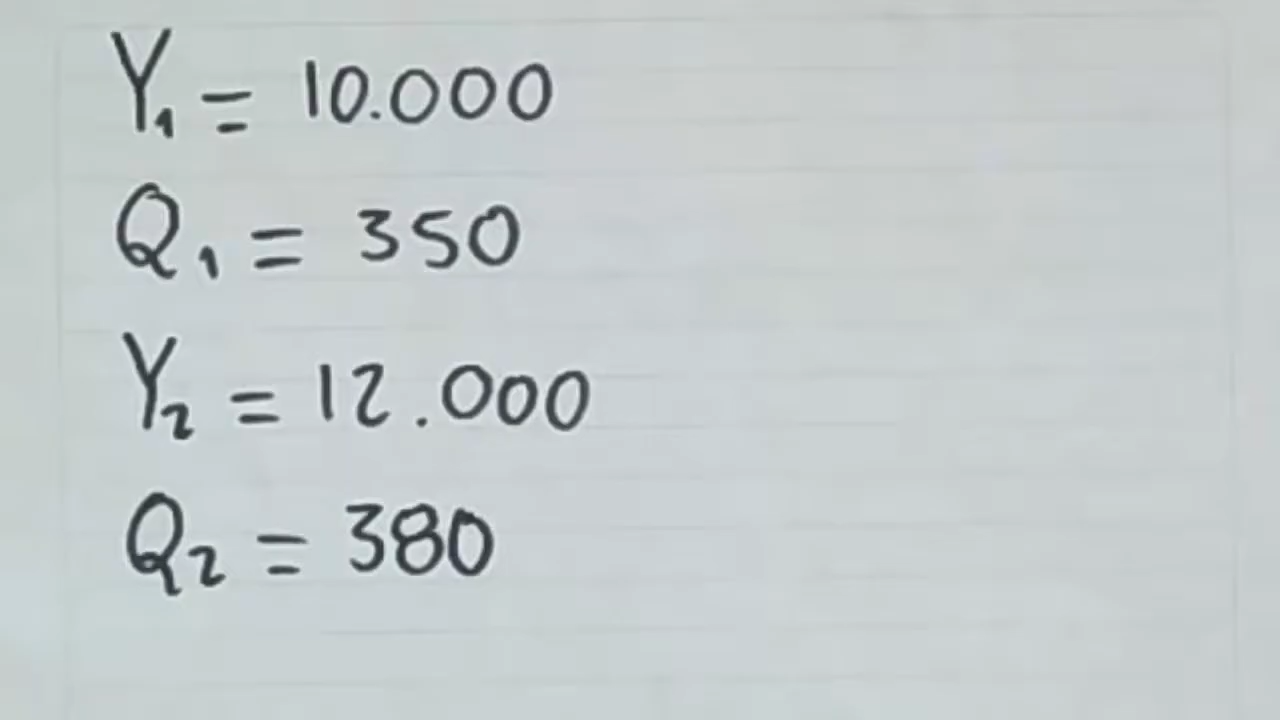 Y₁ = 10.000
Q₁ = 350
Y₂ = 12.000
Q₂ = 380